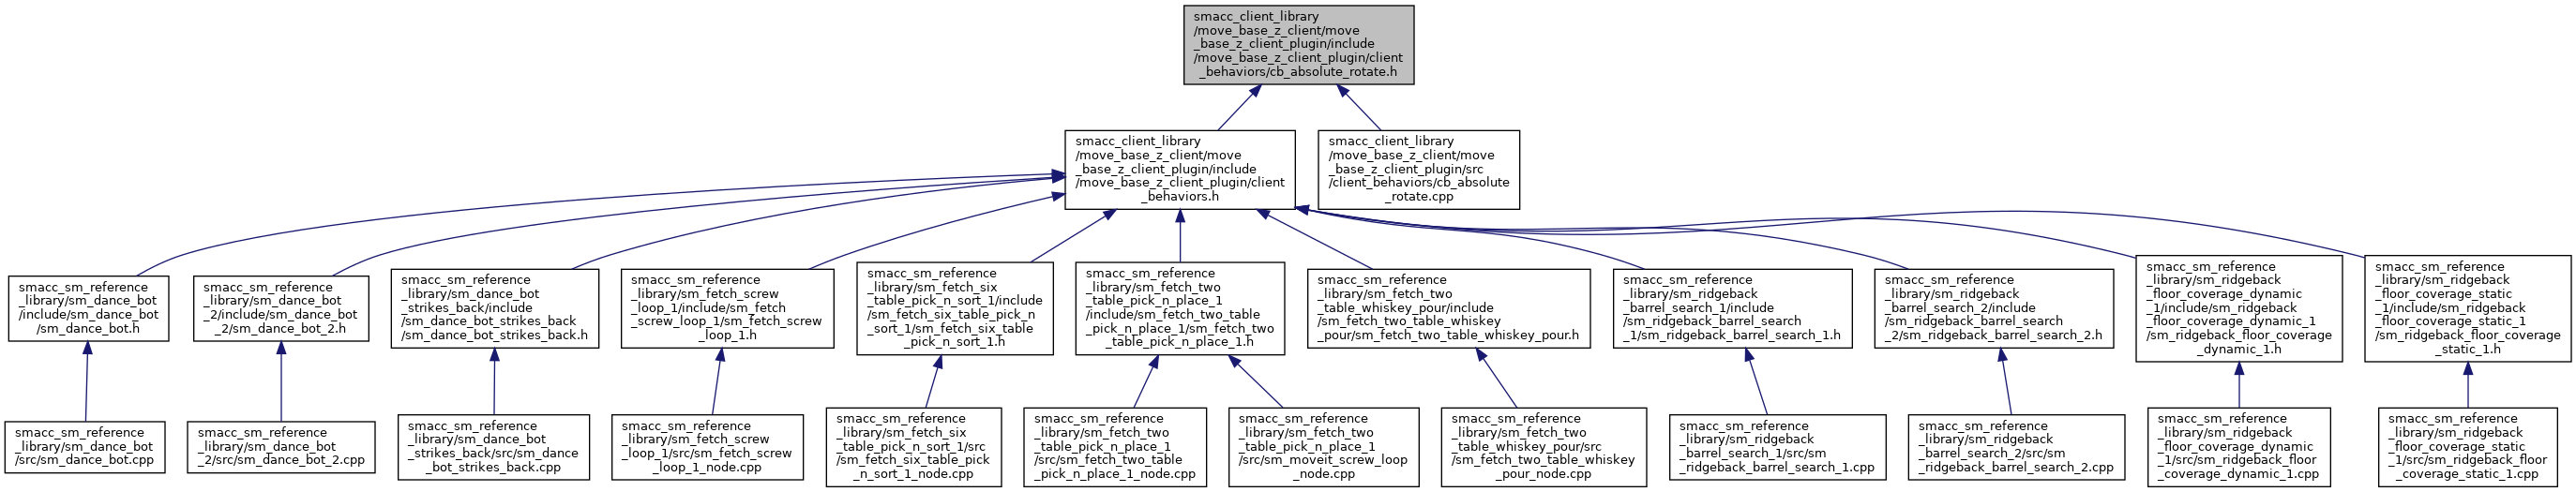 smacc_client_library
/move_base_z_client/move
_base_z_client_plugin/include
/move_base_z_client_plugin/client
_behaviors/cb_absolute_rotate.h
smacc_client_library
/move_base_z_client/move
_base_z_client_plugin/include
/move_base_z_client_plugin/client
_behaviors.h
smacc_client_library
/move_base_z_client/move
_base_z_client_plugin/src
/client_behaviors/cb_absolute
_rotate.cpp
smacc_sm_reference
_library/sm_dance_bot
/include/sm_dance_bot
/sm_dance_bot.h
smacc_sm_reference
_library/sm_dance_bot
_2/include/sm_dance_bot
_2/sm_dance_bot_2.h
smacc_sm_reference
_library/sm_dance_bot
_strikes_back/include
/sm_dance_bot_strikes_back
/sm_dance_bot_strikes_back.h
smacc_sm_reference
_library/sm_fetch_screw
_loop_1/include/sm_fetch
_screw_loop_1/sm_fetch_screw
_loop_1.h
smacc_sm_reference
_library/sm_fetch_six
_table_pick_n_sort_1/include
/sm_fetch_six_table_pick_n
_sort_1/sm_fetch_six_table
_pick_n_sort_1.h
smacc_sm_reference
_library/sm_fetch_two
_table_pick_n_place_1
/include/sm_fetch_two_table
_pick_n_place_1/sm_fetch_two
_table_pick_n_place_1.h
smacc_sm_reference
_library/sm_fetch_two
_table_whiskey_pour/include
/sm_fetch_two_table_whiskey
_pour/sm_fetch_two_table_whiskey_pour.h
smacc_sm_reference
_library/sm_ridgeback
_barrel_search_1/include
/sm_ridgeback_barrel_search
_1/sm_ridgeback_barrel_search_1.h
smacc_sm_reference
_library/sm_ridgeback
_barrel_search_2/include
/sm_ridgeback_barrel_search
_2/sm_ridgeback_barrel_search_2.h
smacc_sm_reference
_library/sm_ridgeback
_floor_coverage_dynamic
_1/include/sm_ridgeback
_floor_coverage_dynamic_1
/sm_ridgeback_floor_coverage
_dynamic_1.h
smacc_sm_reference
_library/sm_ridgeback
_floor_coverage_static
_1/include/sm_ridgeback
_floor_coverage_static_1
/sm_ridgeback_floor_coverage
_static_1.h
smacc_sm_reference
_library/sm_dance_bot
/src/sm_dance_bot.cpp
smacc_sm_reference
_library/sm_dance_bot
_2/src/sm_dance_bot_2.cpp
smacc_sm_reference
_library/sm_dance_bot
_strikes_back/src/sm_dance
_bot_strikes_back.cpp
smacc_sm_reference
_library/sm_fetch_screw
_loop_1/src/sm_fetch_screw
_loop_1_node.cpp
smacc_sm_reference
_library/sm_fetch_six
_table_pick_n_sort_1/src
/sm_fetch_six_table_pick
_n_sort_1_node.cpp
smacc_sm_reference
_library/sm_fetch_two
_table_pick_n_place_1
/src/sm_fetch_two_table
_pick_n_place_1_node.cpp
smacc_sm_reference
_library/sm_fetch_two
_table_pick_n_place_1
/src/sm_moveit_screw_loop
_node.cpp
smacc_sm_reference
_library/sm_fetch_two
_table_whiskey_pour/src
/sm_fetch_two_table_whiskey
_pour_node.cpp
smacc_sm_reference
_library/sm_ridgeback
_barrel_search_1/src/sm
_ridgeback_barrel_search_1.cpp
smacc_sm_reference
_library/sm_ridgeback
_barrel_search_2/src/sm
_ridgeback_barrel_search_2.cpp
smacc_sm_reference
_library/sm_ridgeback
_floor_coverage_dynamic
_1/src/sm_ridgeback_floor
_coverage_dynamic_1.cpp
smacc_sm_reference
_library/sm_ridgeback
_floor_coverage_static
_1/src/sm_ridgeback_floor
_coverage_static_1.cpp